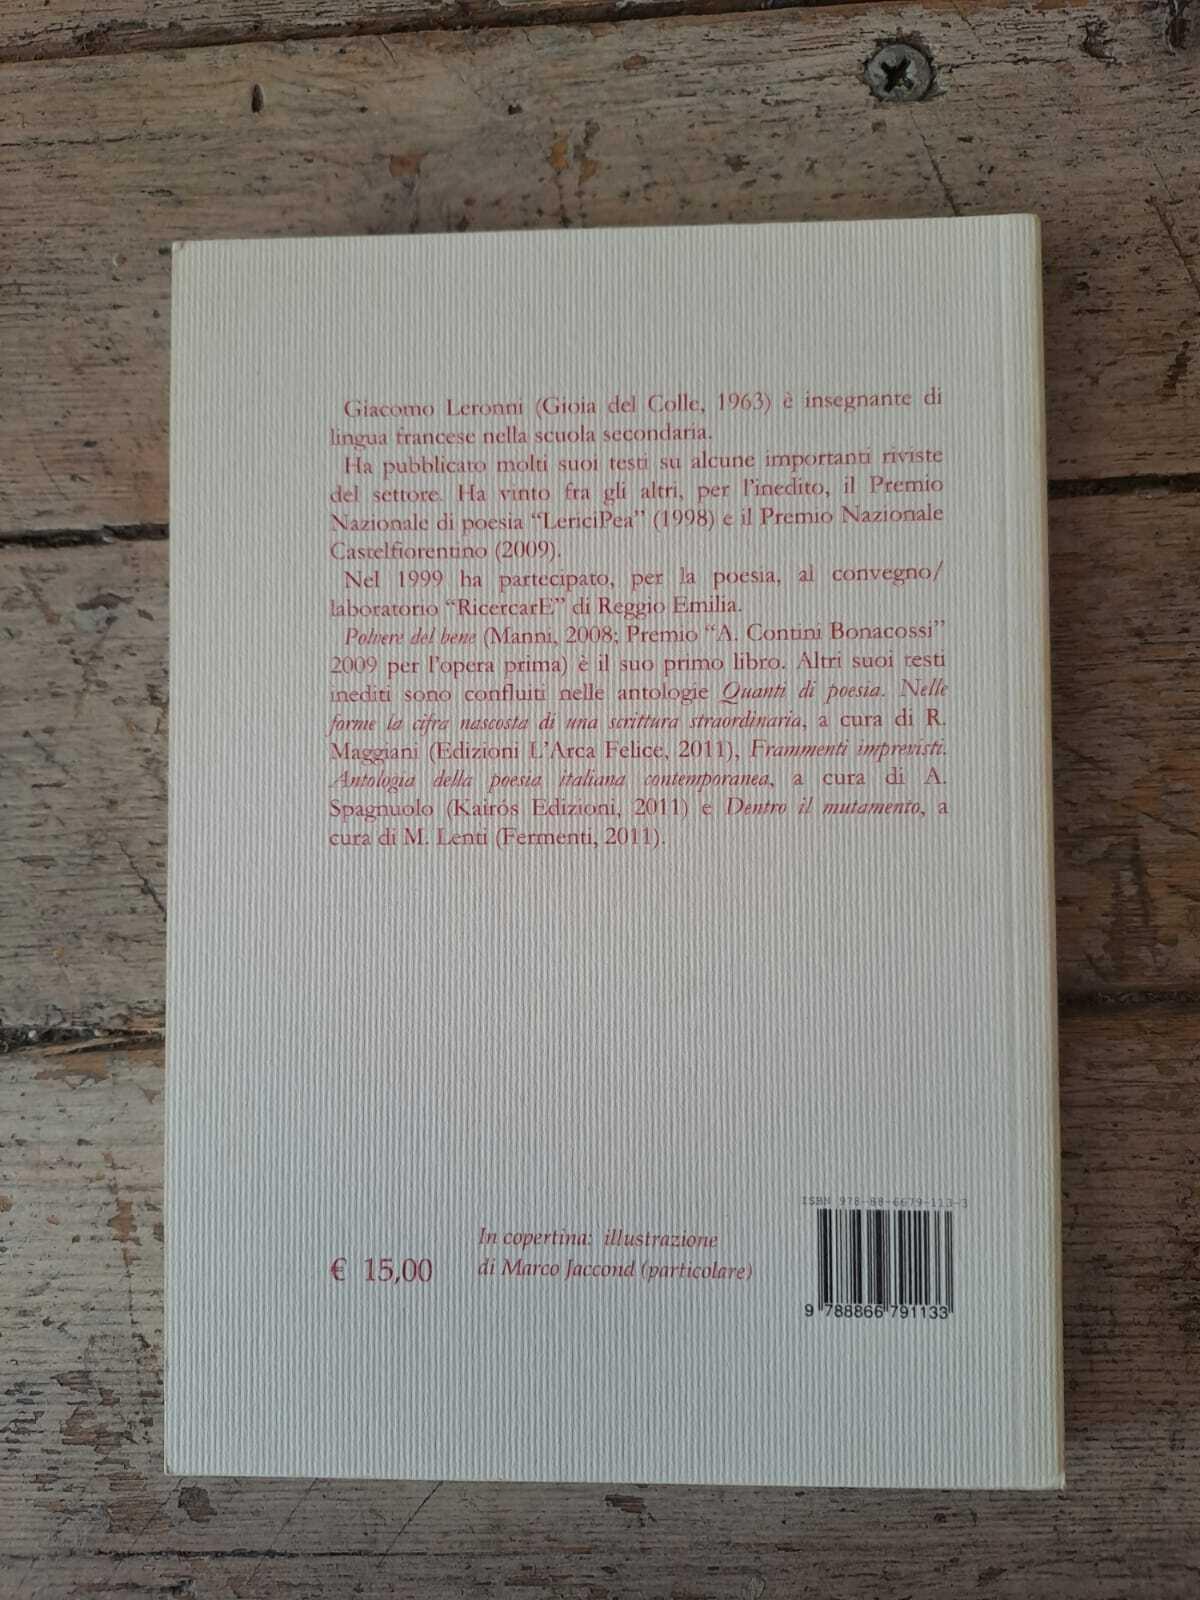 Giacomo Leronni (Gioia del Colle, 1963) è insegnante di
lingua francese nella scuola secondaria.
Ha pubblicato molti suoi testi su alcune importanti riviste
del settore. Ha vinto fra gli altri, per l'inedito, il Premio
Nazionale di poesia “LericiPea” (1998) e il Premio Nazionale
Castelfiorentino (2009).
Nel 1999 ha partecipato, per la poesia, al convegno/
laboratorio “RicercarE” di Reggio Emilia.
Polvere del bene (Manni, 2008; Premio “A. Contini Bonacossi”
2009 per l'opera prima) è il suo primo libro. Altri suoi testi
inediti sono confluiti nelle antologie Quanti di poesia. Nelle
forme la cifra nascosta di una scrittura straordinaria, a cura di R.
Maggiani (Edizioni L'Arca Felice, 2011), Frammenti imprevisti.
Antologia della poesia italiana contemporanea, a cura di A.
Spagnuolo (Kairós Edizioni, 2011) e Dentro il mutamento, a
cura di M. Lenti (Fermenti, 2011).
ISBN 978-88-6679-113-3
In copertina: illustrazione
di Marco Jaccond (particolare)
€ 15,00
9 788866 791133